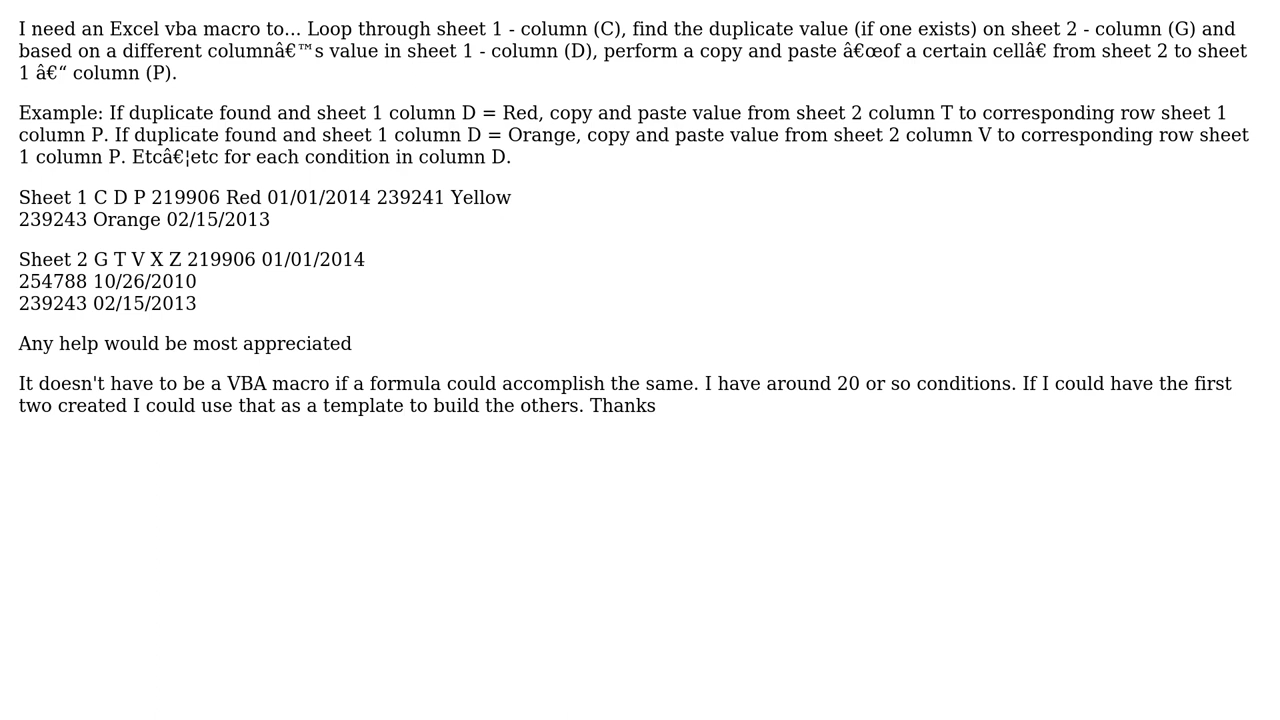 I need an Excel vba macro to... Loop through sheet 1 - column (C), find the duplicate value (if one exists) on sheet 2 - column (G) and
based on a different columnâ€™s value in sheet 1 - column (D), perform a copy and paste â€œof a certain cellâ€ from sheet 2 to sheet
1 â€“ column (P).
Example: If duplicate found and sheet 1 column D = Red, copy and paste value from sheet 2 column T to corresponding row sheet 1
column P. If duplicate found and sheet 1 column D = Orange, copy and paste value from sheet 2 column V to corresponding row sheet
1 column P. Etcâ€¦etc for each condition in column D.
Sheet 1 C D P 219906 Red 01/01/2014 239241 Yellow
239243 Orange 02/15/2013
Sheet 2 G T V X Z 219906 01/01/2014
254788 10/26/2010
239243 02/15/2013
Any help would be most appreciated
It doesn't have to be a VBA macro if a formula could accomplish the same. I have around 20 or so conditions. If I could have the first
two created I could use that as a template to build the others. Thanks